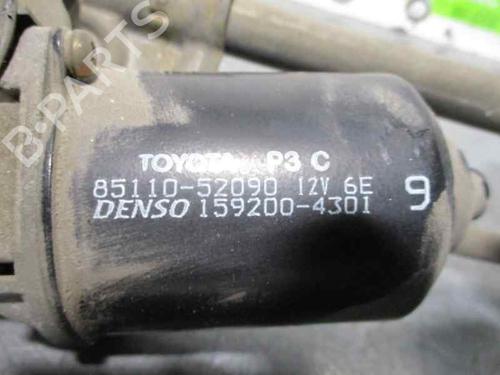 B-PARTS
TOYOTA P3 C
85110-52090 12V 6E
DENSO 159200-4301
9